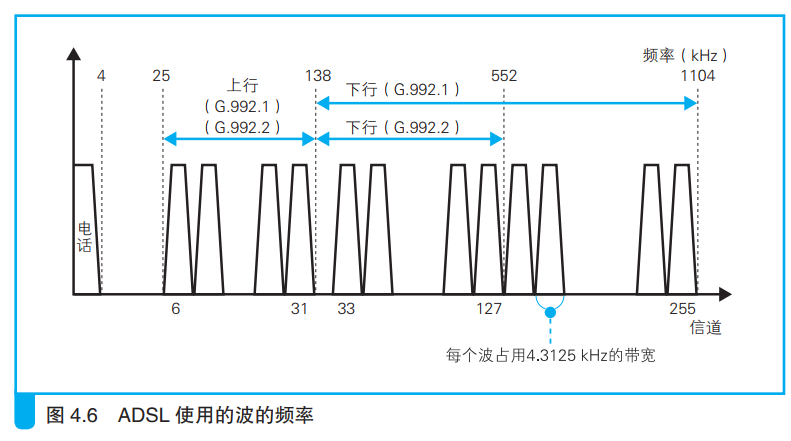 频率（kHz）
4 25 138 552 1104
上行
（G.992.1）
（G.992.2）
下行（G.992.1）
下行（G.992.2）
电话
6 31 33 127 255
信道
每个波占用4.3125 kHz的带宽
图 4.6 ADSL 使用的波的频率